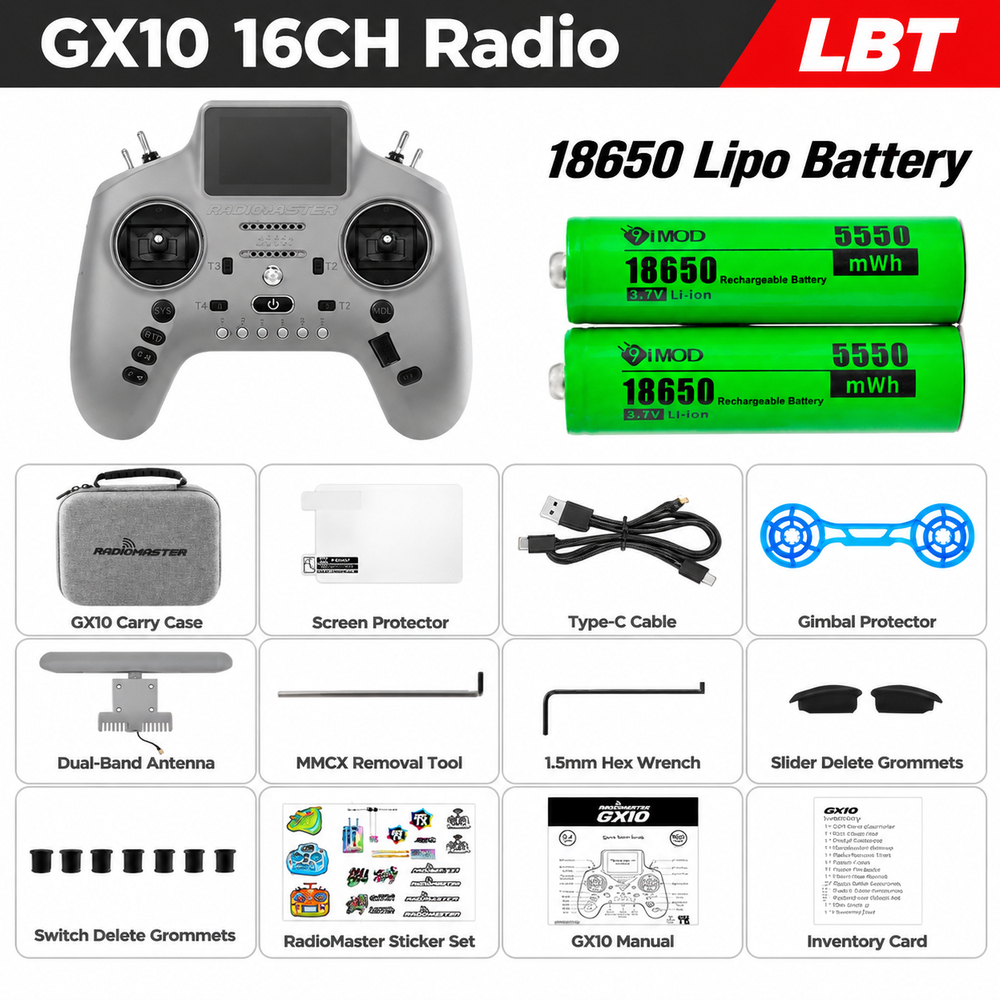 GX10 16CH Radio
LBT
18650 Lipo Battery
RADIOMASTER
T3
T2
T4
T2
SYS
MDL
RTD
iMOD
5550
mWh
18650 Rechargeable Battery
3.7V Li-ion
iMOD
5550
mWh
18650 Rechargeable Battery
3.7V Li-ion
RADIOMASTER
GX10 Carry Case
Screen Protector
Type-C Cable
Gimbal Protector
Dual-Band Antenna
MMCX Removal Tool
1.5mm Hex Wrench
Slider Delete Grommets
Switch Delete Grommets
RadioMaster Sticker Set
RADIOMASTER
GX10
GX10 Manual
GX10
Inventory Card